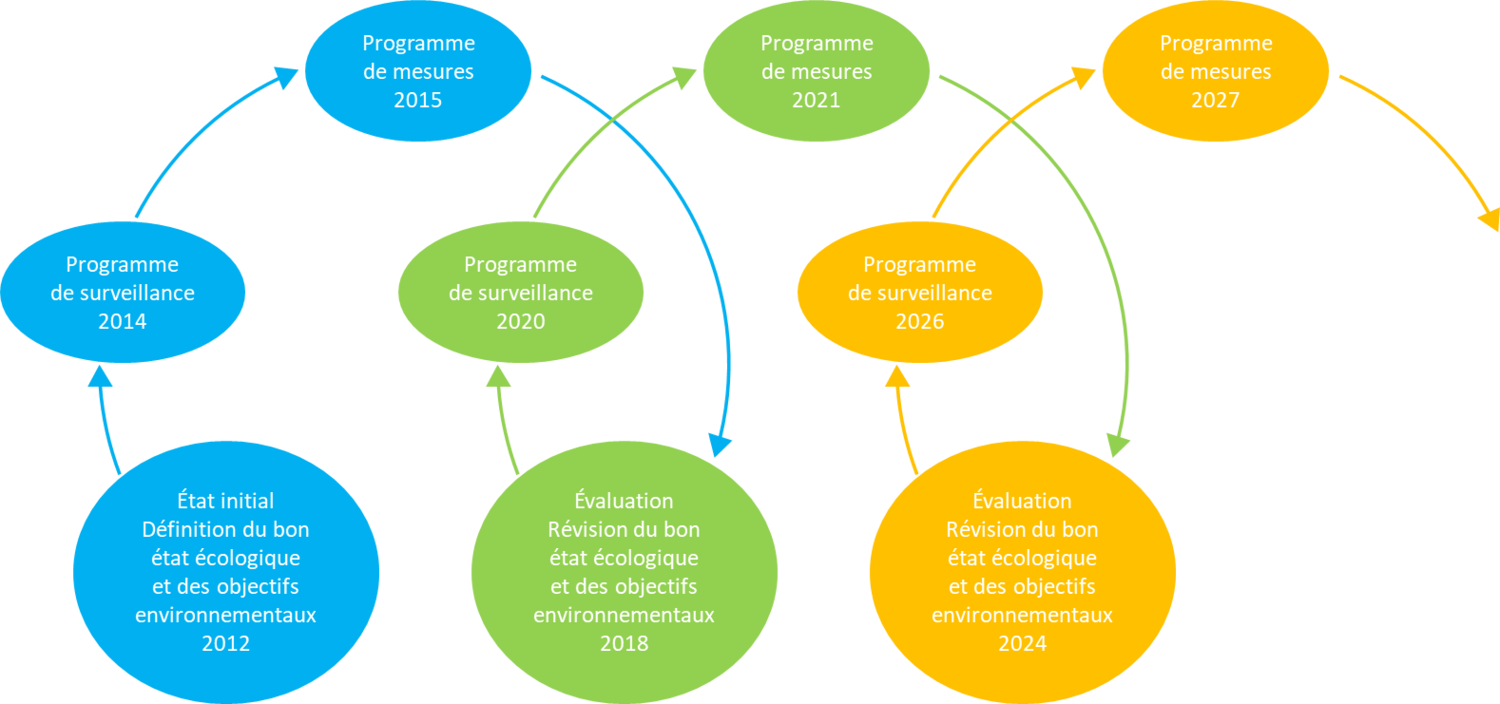 Programme
de mesures
2015
Programme
de mesures
2021
Programme
de mesures
2027
Programme
de surveillance
2014
Programme
de surveillance
2020
Programme
de surveillance
2026
État initial
Définition du bon
état écologique
et des objectifs
environnementaux
2012
Évaluation
Révision du bon
état écologique
et des objectifs
environnementaux
2018
Évaluation
Révision du bon
état écologique
et des objectifs
environnementaux
2024